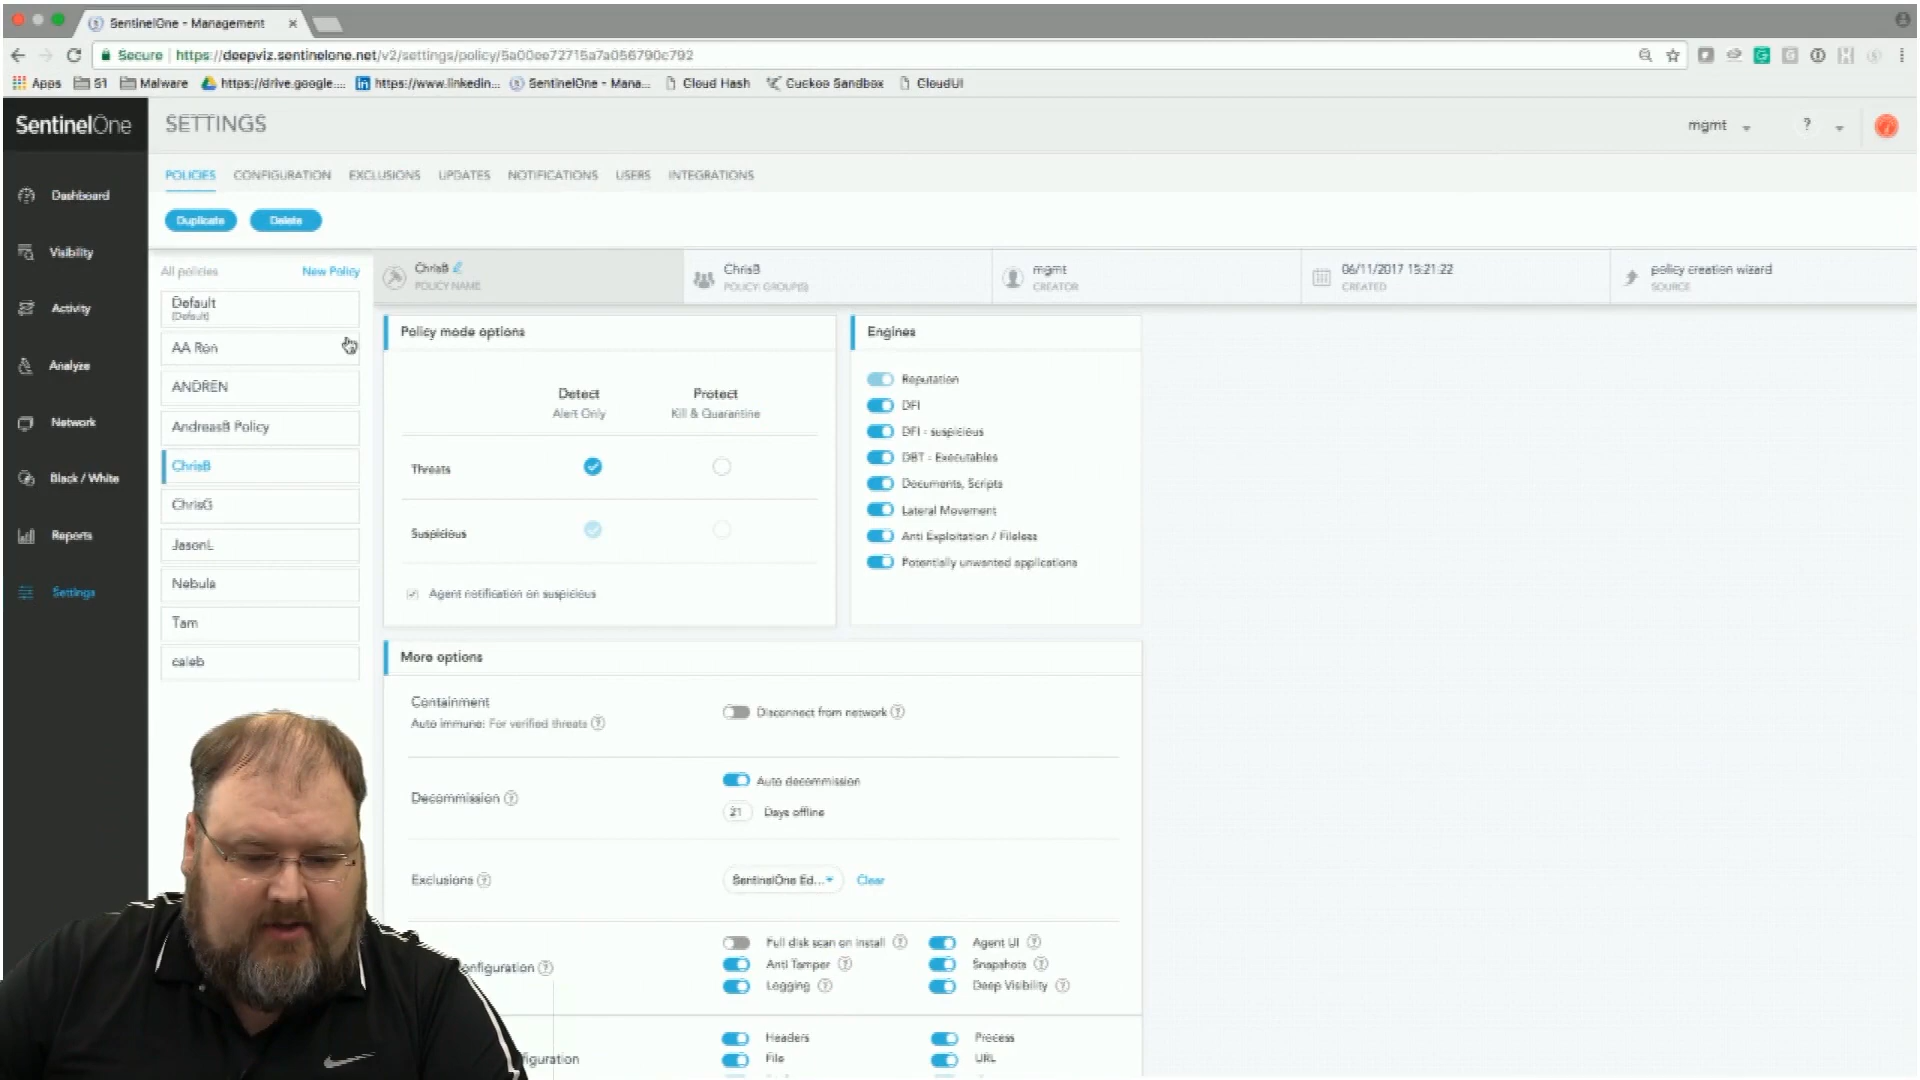 SentinelOne - Management
Secure https://deepviz.sentinelone.net/v2/settings/policy/5a00ee72715a7a056790c792
Apps S1 Malware https://drive.google.... https://www.linkedin... SentinelOne - Mana... Cloud Hash Cuckoo Sandbox CloudUI
SentinelOne SETTINGS mgmt ?
POLICIES CONFIGURATION EXCLUSIONS UPDATES NOTIFICATIONS USERS INTEGRATIONS
Duplicate Delete
Dashboard
Visibility
Activity
Analyze
Network
Black / White
Reports
Settings
All policies New Policy
Default
(Default)
AA Ron
ANDREN
AndreasB Policy
ChrisB
ChrisG
JasonL
Nebula
Tam
caleb
ChrisB
POLICY NAME
ChrisB
POLICY: GROUP(S)
mgmt
CREATOR
06/11/2017 15:21:22
CREATED
policy creation wizard
SOURCE
Policy mode options
Detect Protect
Alert Only Kill & Quarantine
Threats
Suspicious
Agent notification on suspicious
Engines
Reputation
DFI
DFI - suspicious
DBT - Executables
Documents, Scripts
Lateral Movement
Anti Exploitation / Fileless
Potentially unwanted applications
More options
Containment
Auto immune: For verified threats ?
Disconnect from network ?
Decommission ?
Auto decommission
21 Days offline
Exclusions ? SentinelOne Ed... Clear
onfiguration ?
Full disk scan on install ? Agent UI ?
Anti Tamper ? Snapshots ?
Logging ? Deep Visibility ?
figuration
Headers Process
File URL